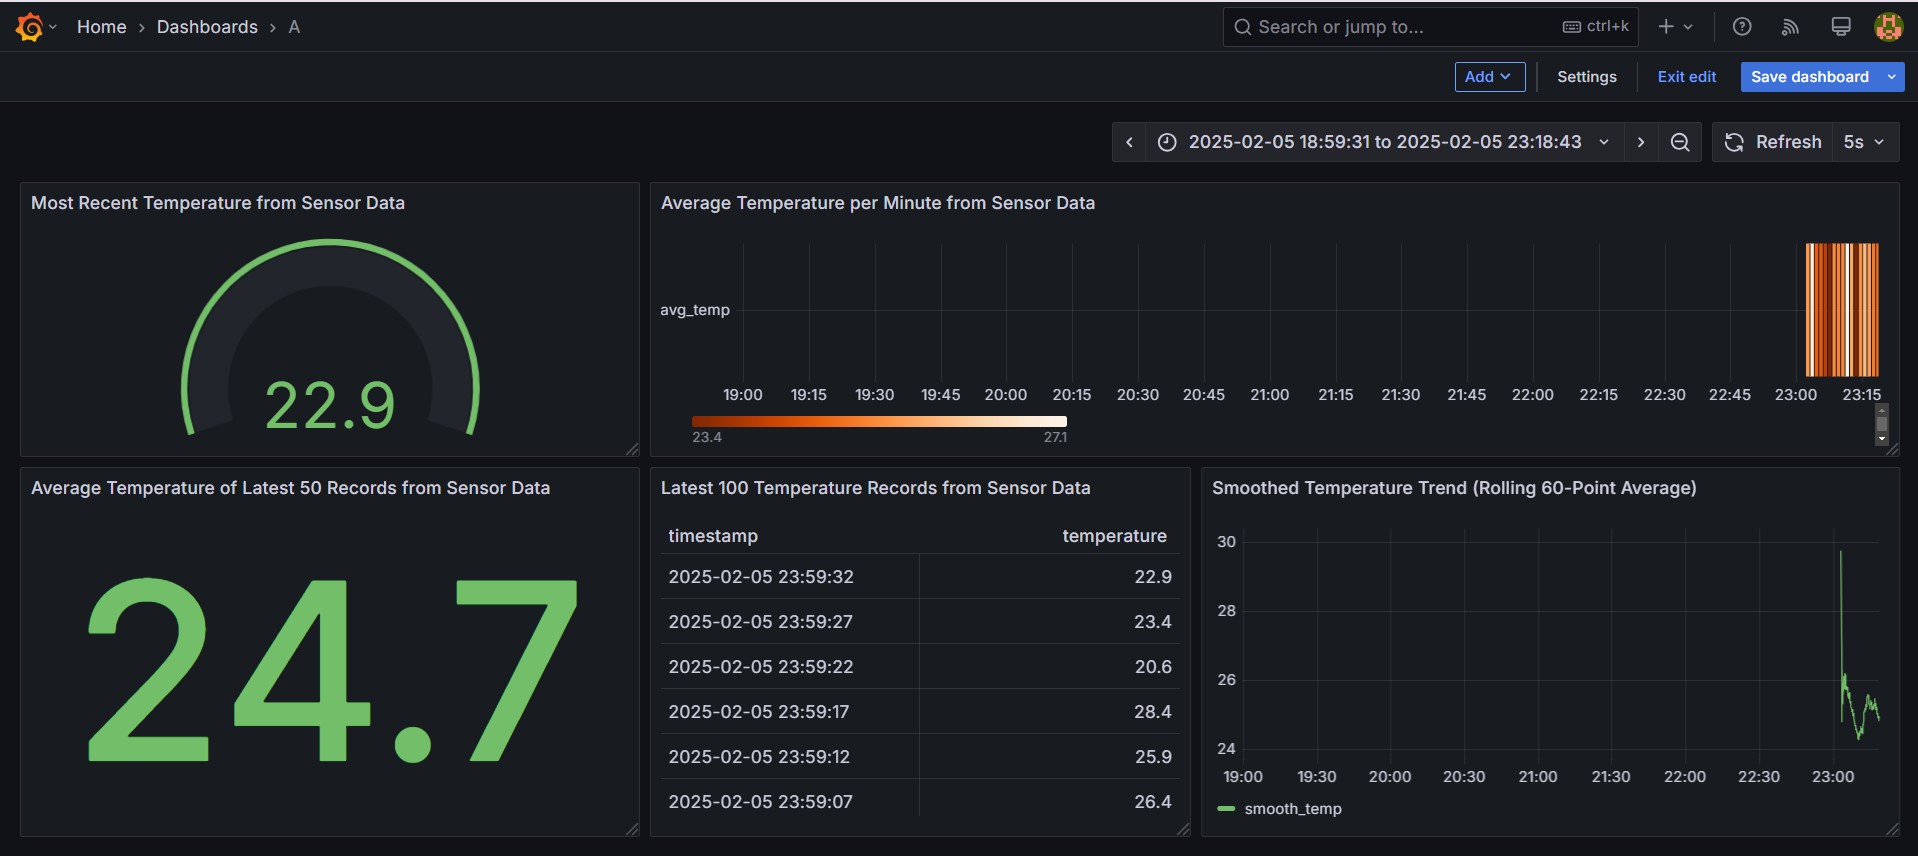 Home › Dashboards › A
Search or jump to... ctrl+k
Add Settings Exit edit Save dashboard
2025-02-05 18:59:31 to 2025-02-05 23:18:43 Refresh 5s
Most Recent Temperature from Sensor Data
22.9
Average Temperature per Minute from Sensor Data
avg_temp
19:00 19:15 19:30 19:45 20:00 20:15 20:30 20:45 21:00 21:15 21:30 21:45 22:00 22:15 22:30 22:45 23:00 23:15
23.4 27.1
Average Temperature of Latest 50 Records from Sensor Data
24.7
Latest 100 Temperature Records from Sensor Data
timestamp temperature
2025-02-05 23:59:32 22.9
2025-02-05 23:59:27 23.4
2025-02-05 23:59:22 20.6
2025-02-05 23:59:17 28.4
2025-02-05 23:59:12 25.9
2025-02-05 23:59:07 26.4
Smoothed Temperature Trend (Rolling 60-Point Average)
30
28
26
24
19:00 19:30 20:00 20:30 21:00 21:30 22:00 22:30 23:00
smooth_temp